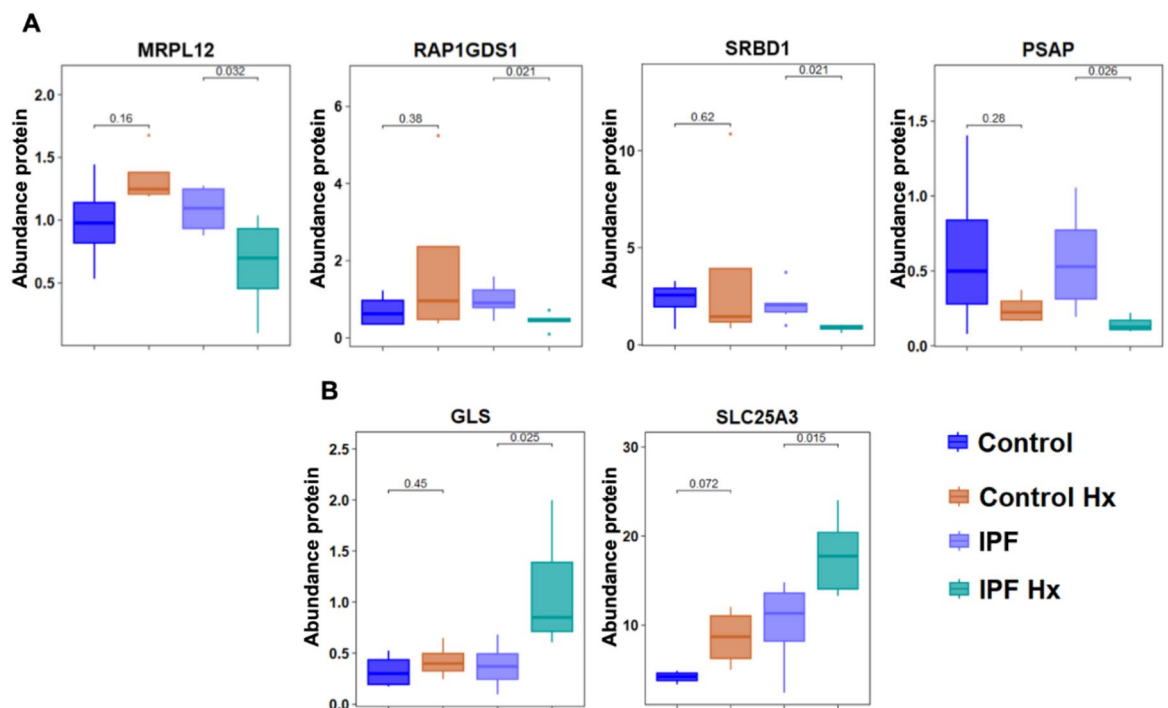 A
MRPL12
RAP1GDS1
SRBD1
PSAP
Abundance protein
2.0
1.5
1.0
0.5
0.16
0.032
Abundance protein
6
4
2
0
0.38
0.021
Abundance protein
10
5
0
0.62
0.021
Abundance protein
1.5
1.0
0.5
0.0
0.28
0.026
B
GLS
SLC25A3
Abundance protein
2.5
2.0
1.5
1.0
0.5
0.0
0.45
0.025
Abundance protein
30
20
10
0.072
0.015
Control
Control Hx
IPF
IPF Hx